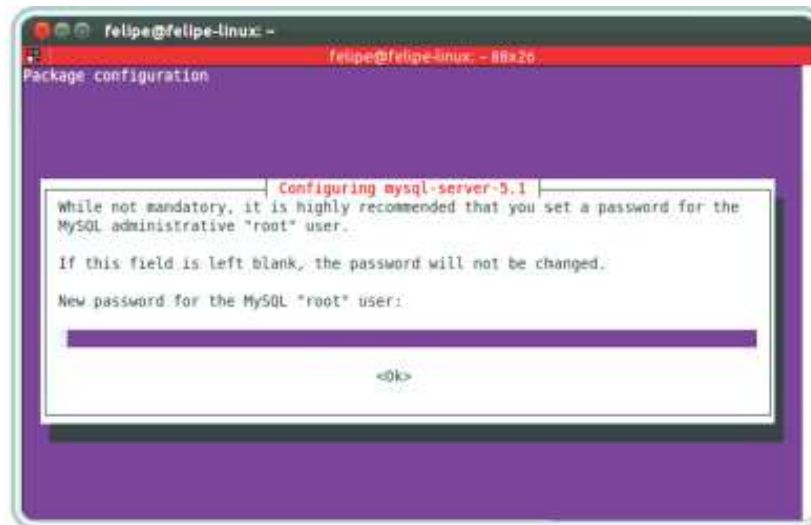 felipe@felipe-linux: ~
felipe@felipe-linux: ~ 88x26
Package configuration
Configuring mysql-server-5.1
While not mandatory, it is highly recommended that you set a password for the
MySQL administrative "root" user.
If this field is left blank, the password will not be changed.
New password for the MySQL "root" user:
<Ok>